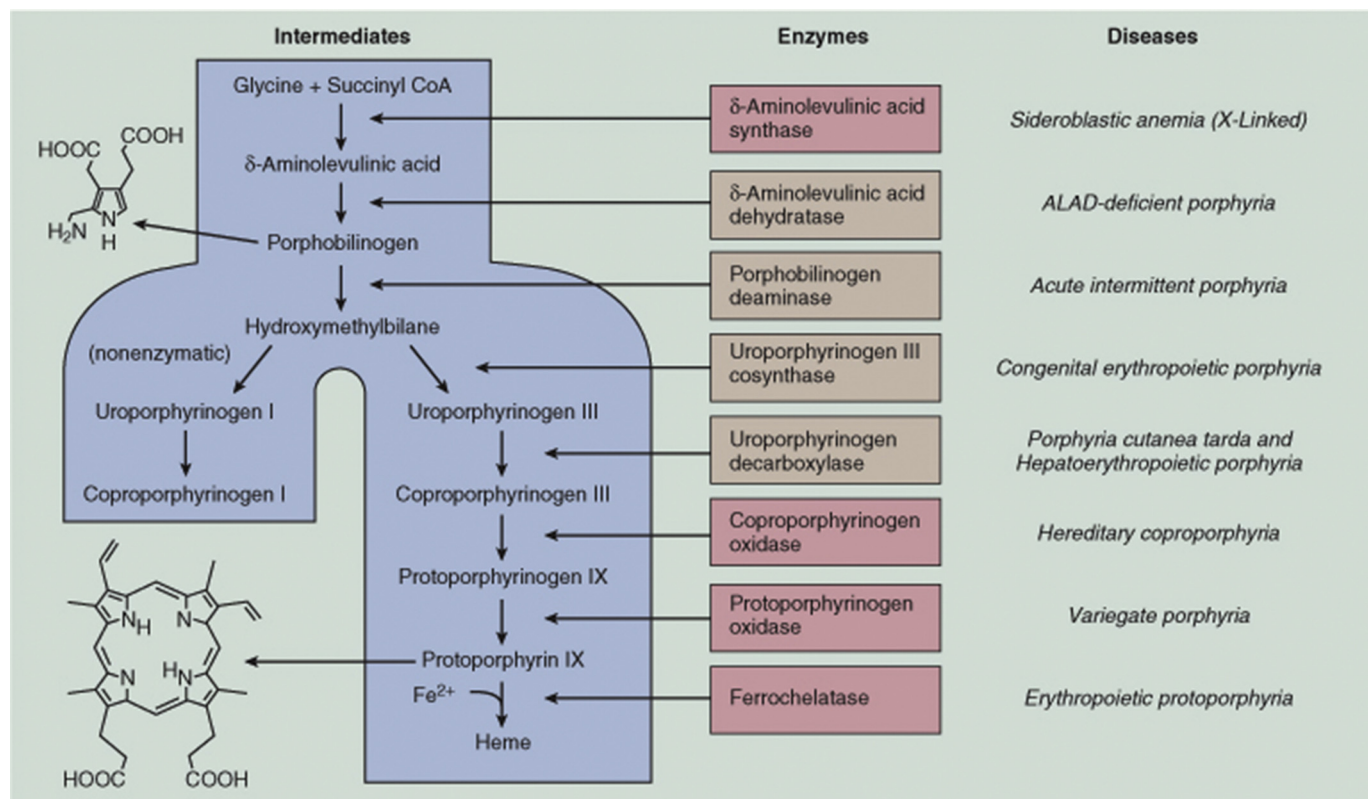 Intermediates
Enzymes
Diseases
Glycine + Succinyl CoA
δ-Aminolevulinic acid
synthase
Sideroblastic anemia (X-Linked)
HOOC
COOH
H₂N
N
H
δ-Aminolevulinic acid
δ-Aminolevulinic acid
dehydratase
ALAD-deficient porphyria
Porphobilinogen
Porphobilinogen
deaminase
Acute intermittent porphyria
Hydroxymethylbilane
(nonenzymatic)
Uroporphyrinogen III
cosynthase
Congenital erythropoietic porphyria
Uroporphyrinogen I
Uroporphyrinogen III
Uroporphyrinogen
decarboxylase
Porphyria cutanea tarda and
Hepatoerythropoietic porphyria
Coproporphyrinogen I
Coproporphyrinogen III
Coproporphyrinogen
oxidase
Hereditary coproporphyria
Protoporphyrinogen IX
Protoporphyrinogen
oxidase
Variegate porphyria
NH
N
N
HN
Protoporphyrin IX
Fe²⁺
Ferrochelatase
Erythropoietic protoporphyria
Heme
HOOC
COOH